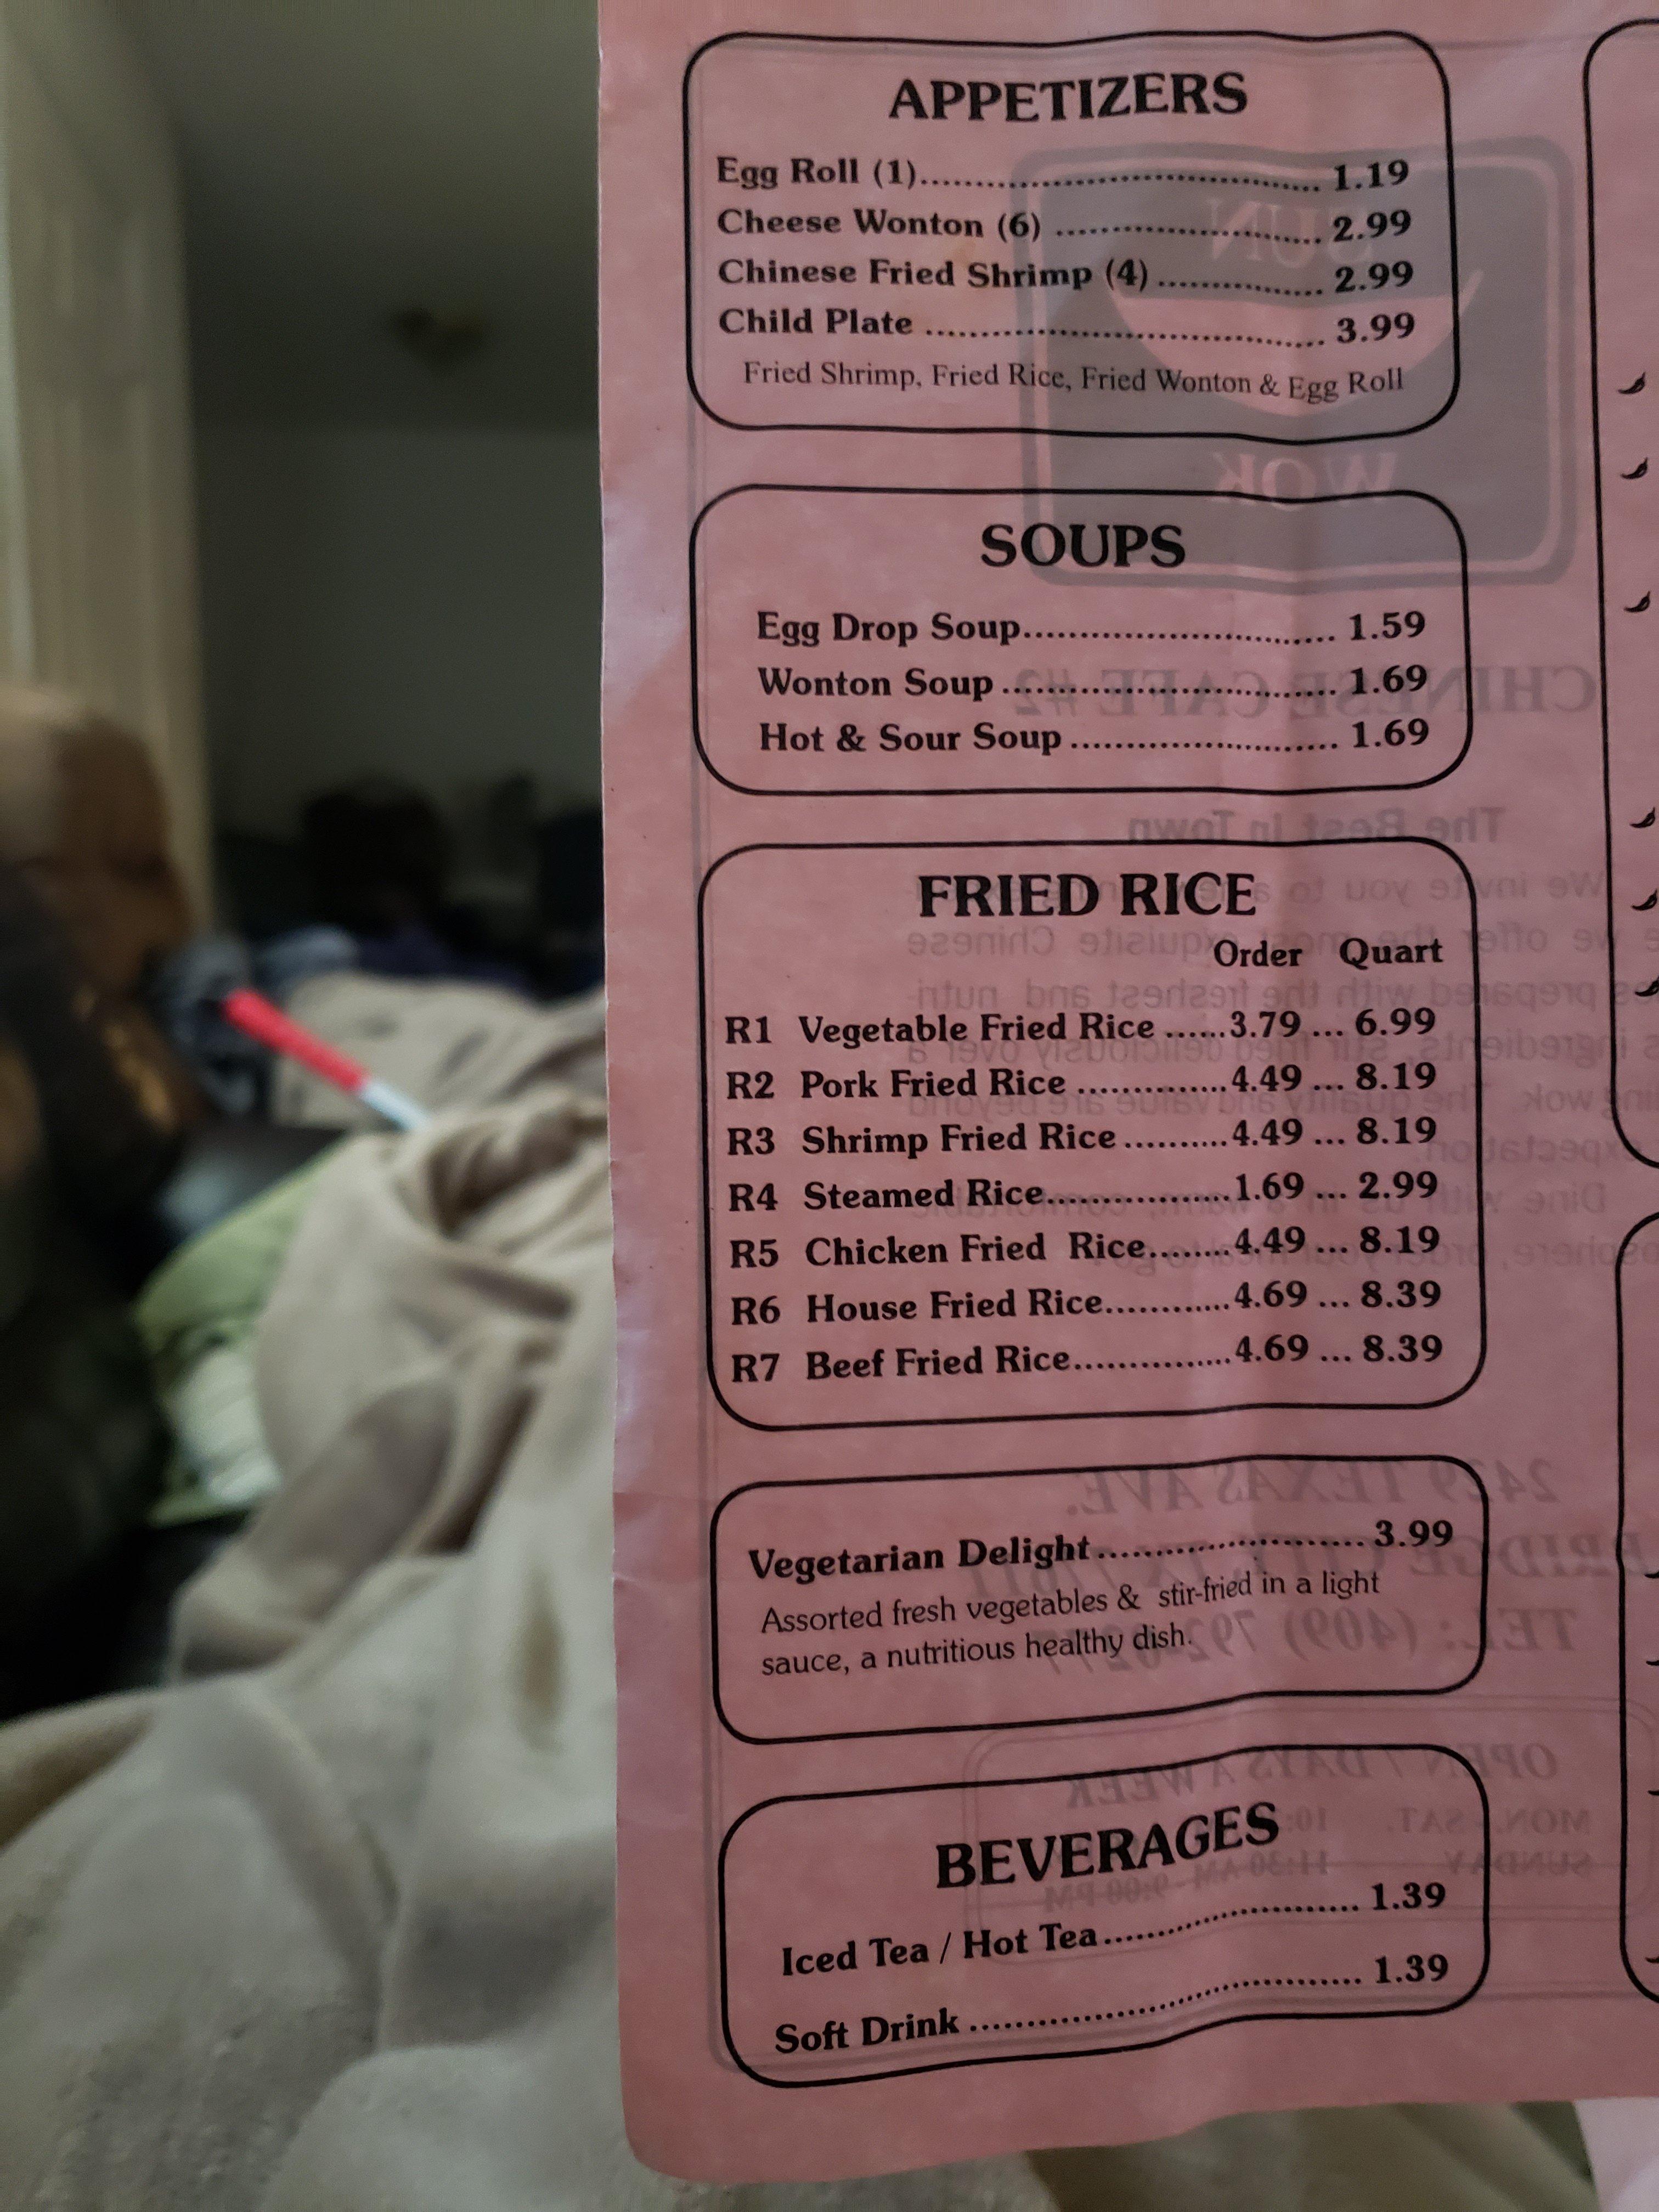 APPETIZERS
Egg Roll (1)........................................ 1.19
Cheese Wonton (6) ........................... 2.99
Chinese Fried Shrimp (4) ................. 2.99
Child Plate ........................................ 3.99
Fried Shrimp, Fried Rice, Fried Wonton & Egg Roll
SOUPS
Egg Drop Soup............................. 1.59
Wonton Soup ............................... 1.69
Hot & Sour Soup ......................... 1.69
FRIED RICE
Order Quart
R1 Vegetable Fried Rice ......3.79 ... 6.99
R2 Pork Fried Rice ..............4.49 ... 8.19
R3 Shrimp Fried Rice ..........4.49 ... 8.19
R4 Steamed Rice.................1.69 ... 2.99
R5 Chicken Fried Rice........4.49 ... 8.19
R6 House Fried Rice............4.69 ... 8.39
R7 Beef Fried Rice...............4.69 ... 8.39
Vegetarian Delight......................... 3.99
Assorted fresh vegetables & stir-fried in a light
sauce, a nutritious healthy dish.
BEVERAGES
Iced Tea / Hot Tea......................... 1.39
Soft Drink ...................................... 1.39